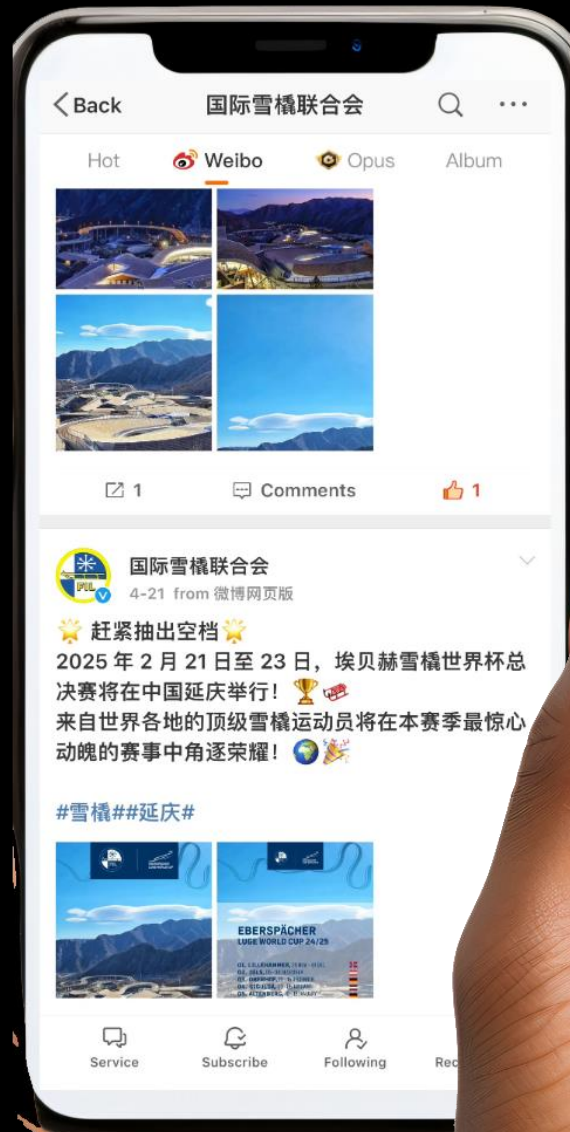 Back
国际雪橇联合会
Hot
Weibo
Opus
Album
1
Comments
1
国际雪橇联合会
4-21 from 微博网页版
赶紧抽出空档
2025 年 2 月 21 日至 23 日，埃贝赫雪橇世界杯总
决赛将在中国延庆举行！
来自世界各地的顶级雪橇运动员将在本赛季最惊心
动魄的赛事中角逐荣耀！
#雪橇##延庆#
FIL
EBERSPÄCHER
LUGE WORLD CUP 24/25
Service
Subscribe
Following